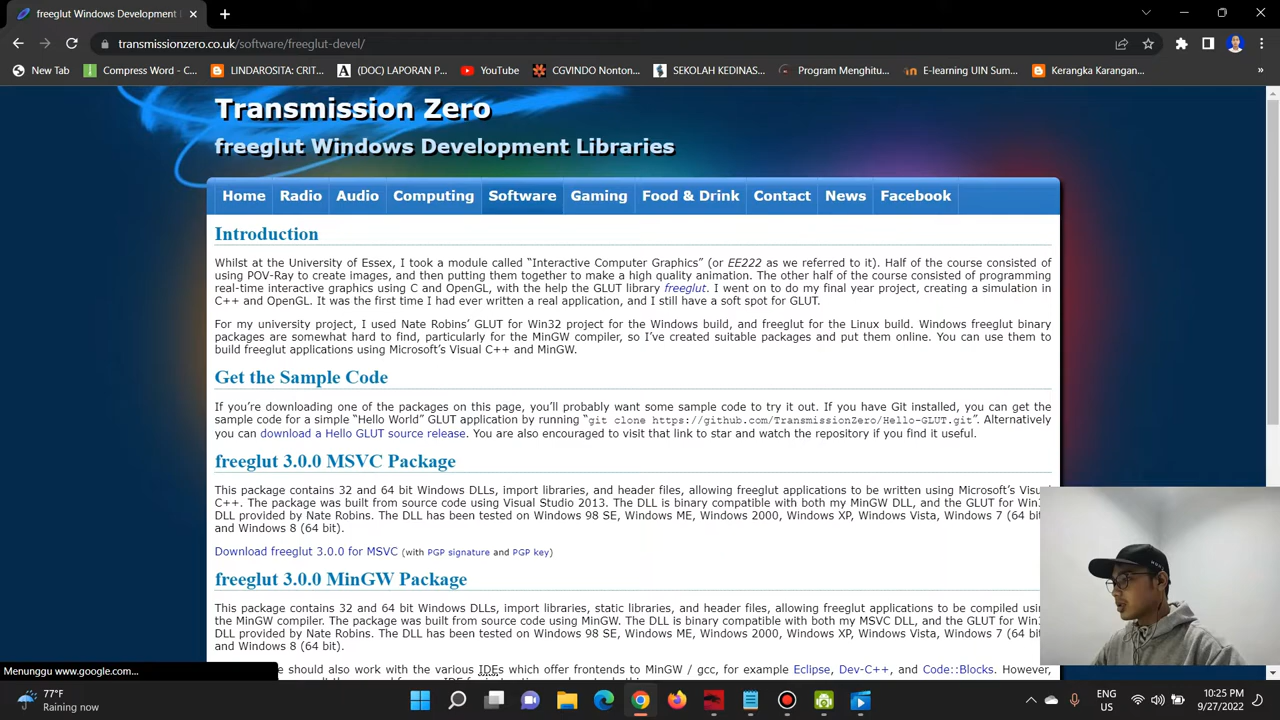 freeglut Windows Development L
transmissionzero.co.uk/software/freeglut-devel/
New Tab
Compress Word - C...
LINDAROSITA: CRIT...
(DOC) LAPORAN P...
YouTube
CGVINDO Nonton...
SEKOLAH KEDINAS...
Program Menghitu...
E-learning UIN Sum...
Kerangka Karangan...
»
Transmission Zero
freeglut Windows Development Libraries
Home Radio Audio Computing Software Gaming Food & Drink Contact News Facebook
Introduction
Whilst at the University of Essex, I took a module called “Interactive Computer Graphics” (or EE222 as we referred to it). Half of the course consisted of
using POV-Ray to create images, and then putting them together to make a high quality animation. The other half of the course consisted of programming
real-time interactive graphics using C and OpenGL, with the help the GLUT library freeglut. I went on to do my final year project, creating a simulation in
C++ and OpenGL. It was the first time I had ever written a real application, and I still have a soft spot for GLUT.
For my university project, I used Nate Robins’ GLUT for Win32 project for the Windows build, and freeglut for the Linux build. Windows freeglut binary
packages are somewhat hard to find, particularly for the MinGW compiler, so I’ve created suitable packages and put them online. You can use them to
build freeglut applications using Microsoft’s Visual C++ and MinGW.
Get the Sample Code
If you’re downloading one of the packages on this page, you’ll probably want some sample code to try it out. If you have Git installed, you can get the
sample code for a simple “Hello World” GLUT application by running “git clone https://github.com/TransmissionZero/Hello-GLUT.git”. Alternatively
you can download a Hello GLUT source release. You are also encouraged to visit that link to star and watch the repository if you find it useful.
freeglut 3.0.0 MSVC Package
This package contains 32 and 64 bit Windows DLLs, import libraries, and header files, allowing freeglut applications to be written using Microsoft’s Visual
C++. The package was built from source code using Visual Studio 2013. The DLL is binary compatible with both my MinGW DLL, and the GLUT for Win
DLL provided by Nate Robins. The DLL has been tested on Windows 98 SE, Windows ME, Windows 2000, Windows XP, Windows Vista, Windows 7 (64 bit
and Windows 8 (64 bit).
Download freeglut 3.0.0 for MSVC (with PGP signature and PGP key)
freeglut 3.0.0 MinGW Package
This package contains 32 and 64 bit Windows DLLs, import libraries, static libraries, and header files, allowing freeglut applications to be compiled
the MinGW compiler. The package was built from source code using MinGW. The DLL is binary compatible with both my MSVC DLL, and the GLUT for Win
DLL provided by Nate Robins. The DLL has been tested on Windows 98 SE, Windows ME, Windows 2000, Windows XP, Windows Vista, Windows 7 (64 bit
and Windows 8 (64 bit).
should also work with the various IDEs which offer frontends to MinGW / gcc, for example Eclipse, Dev-C++, and Code::Blocks. However,
Menunggu www.google.com...
77°F
Raining now
ENG
US
10:25 PM
9/27/2022